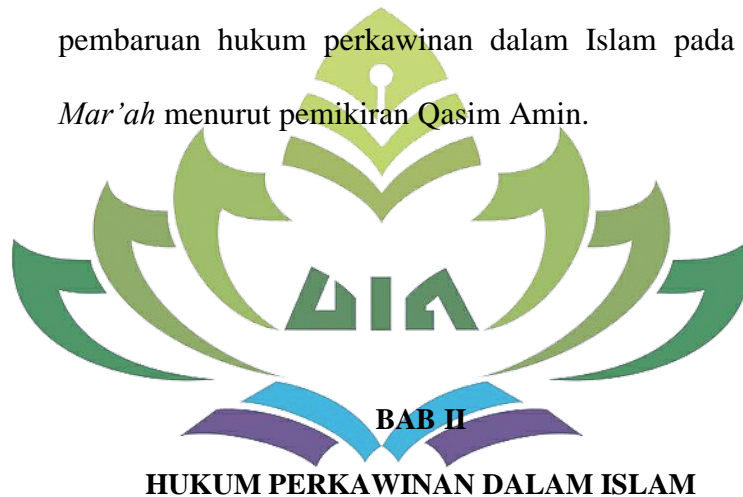 pembaruan hukum perkawinan dalam Islam pada
Mar’ah menurut pemikiran Qasim Amin.
UIN
BAB II
HUKUM PERKAWINAN DALAM ISLAM